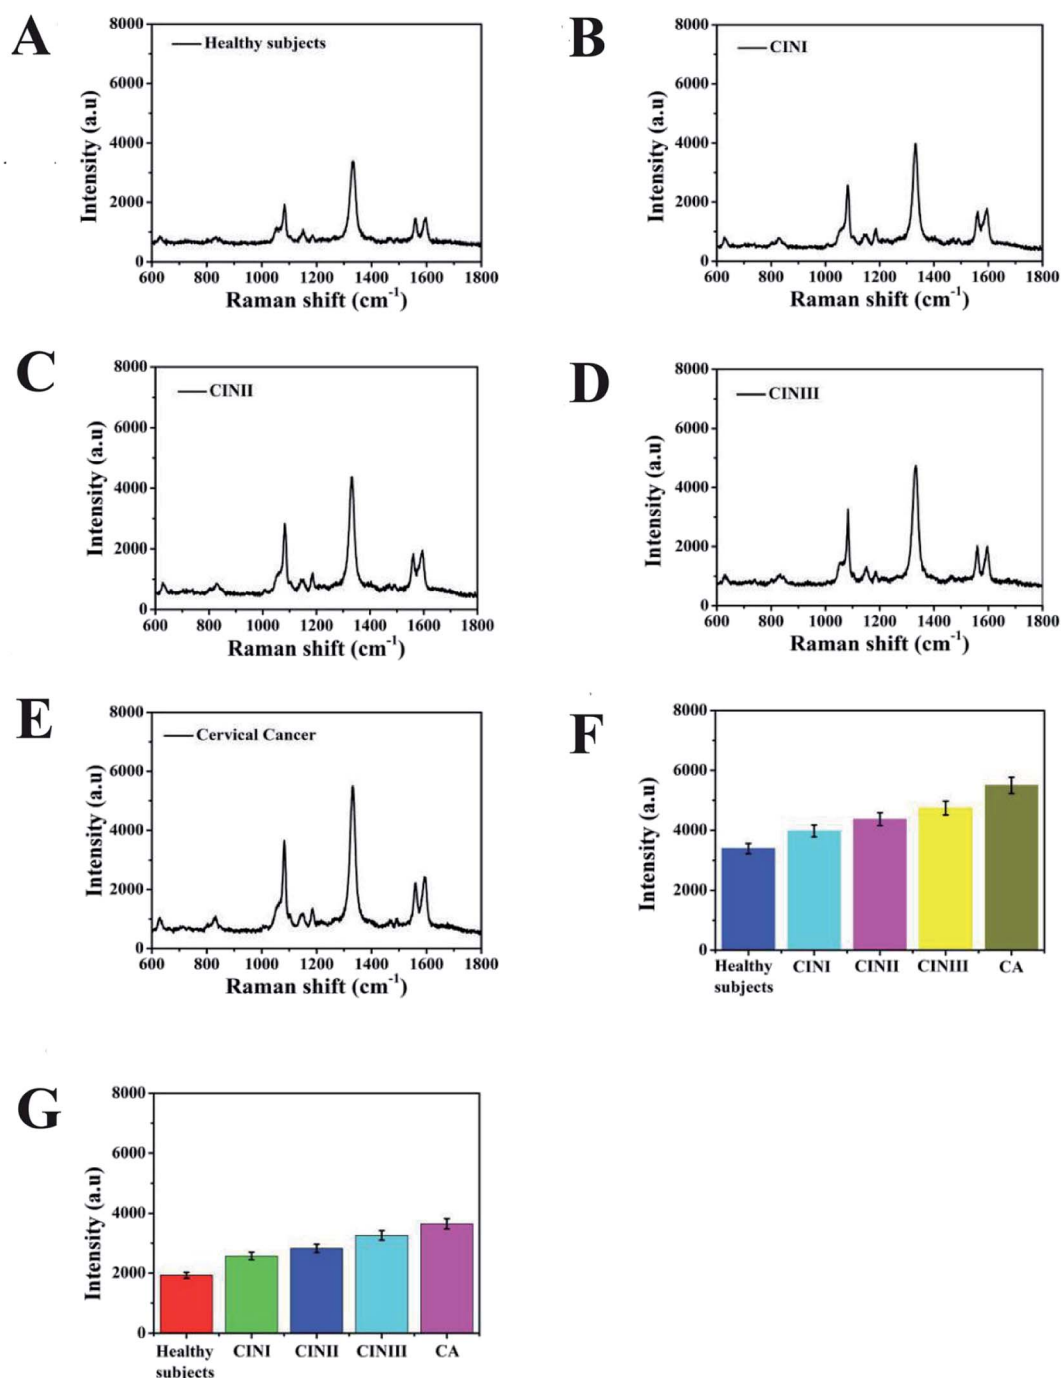 A
8000
6000
4000
2000
0
Intensity (a.u)
Healthy subjects
600 800 1000 1200 1400 1600 1800
Raman shift (cm⁻¹)
B
8000
6000
4000
2000
0
Intensity (a.u)
CINI
600 800 1000 1200 1400 1600 1800
Raman shift (cm⁻¹)
C
8000
6000
4000
2000
0
Intensity (a.u)
CINII
600 800 1000 1200 1400 1600 1800
Raman shift (cm⁻¹)
D
8000
6000
4000
2000
0
Intensity (a.u)
CINIII
600 800 1000 1200 1400 1600 1800
Raman shift (cm⁻¹)
E
8000
6000
4000
2000
0
Intensity (a.u)
Cervical Cancer
600 800 1000 1200 1400 1600 1800
Raman shift (cm⁻¹)
F
8000
6000
4000
2000
0
Intensity (a.u)
Healthy CINI CINII CINIII CA
subjects
G
8000
6000
4000
2000
0
Intensity (a.u)
Healthy CINI CINII CINIII CA
subjects